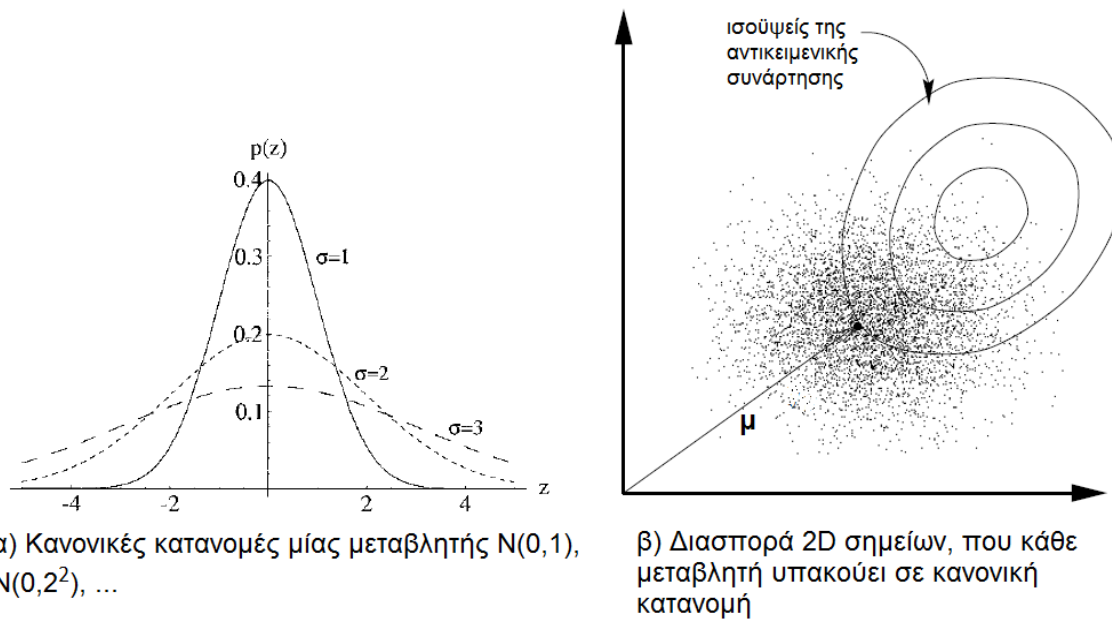 p(z)
0.4
0.3
0.2
0.1
σ=1
σ=2
σ=3
-4
-2
2
4
z
α) Κανονικές κατανομές μίας μεταβλητής N(0,1),
N(0,2²), ...
ισοϋψείς της
αντικειμενικής
συνάρτησης
μ
β) Διασπορά 2D σημείων, που κάθε
μεταβλητή υπακούει σε κανονική
κατανομή